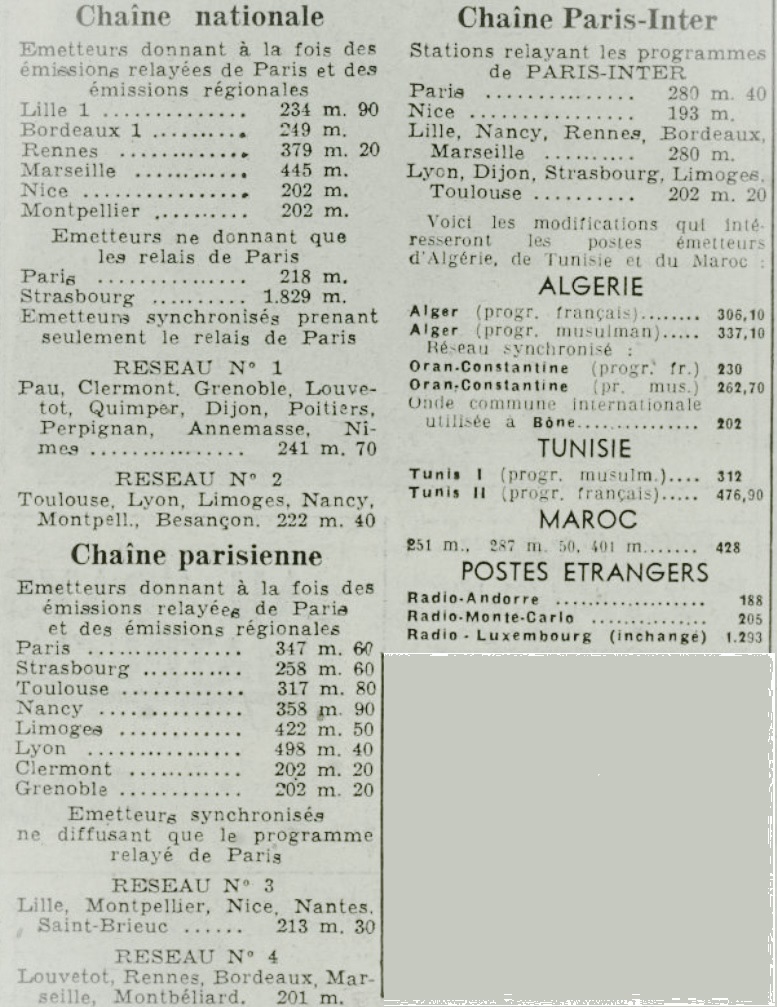 Chaîne nationale
Emetteurs donnant à la fois des
émissions relayées de Paris et des
émissions régionales
Lille 1 .............. 234 m. 90
Bordeaux 1 .......... 249 m.
Rennes ............ 379 m. 20
Marseille .......... 445 m.
Nice ................ 202 m.
Montpellier .......... 202 m.
Emetteurs ne donnant que
les relais de Paris
Paris .............. 218 m.
Strasbourg .......... 1.829 m.
Emetteurs synchronisés prenant
seulement le relais de Paris
RESEAU N° 1
Pau, Clermont, Grenoble, Louve-
tot, Quimper, Dijon, Poitiers,
Perpignan, Annemasse, Nî-
mes ................ 241 m. 70
RESEAU N° 2
Toulouse, Lyon, Limoges, Nancy,
Montpell., Besançon. 222 m. 40
Chaîne parisienne
Emetteurs donnant à la fois des
émissions relayées de Paris
et des émissions régionales
Paris ................ 347 m. 60
Strasbourg ........... 258 m. 60
Toulouse ............ 317 m. 80
Nancy .............. 358 m. 90
Limoges ............ 422 m. 50
Lyon ................ 498 m. 40
Clermont ............ 202 m. 20
Grenoble ............ 202 m. 20
Emetteurs synchronisés
ne diffusant que le programme
relayé de Paris
RESEAU N° 3
Lille, Montpellier, Nice, Nantes,
Saint-Brieuc ...... 213 m. 30
RESEAU N° 4
Louvetot, Rennes, Bordeaux, Mar-
seille, Montbéliard. 201 m.
Chaîne Paris-Inter
Stations relayant les programmes
de PARIS-INTER
Paris ............... 280 m. 40
Nice ................ 193 m.
Lille, Nancy, Rennes, Bordeaux,
Marseille .......... 280 m.
Lyon, Dijon, Strasbourg, Limoges,
Toulouse .......... 202 m. 20
Voici les modifications qui inté-
resseront les postes émetteurs
d'Algérie, de Tunisie et du Maroc :
ALGERIE
Alger (progr. français)........ 306,10
Alger (progr. musulman)..... 337,10
Réseau synchronisé :
Oran-Constantine (progr. fr.) 230
Oran-Constantine (pr. mus.) 262,70
Onde commune internationale
utilisée à Bône.............. 202
TUNISIE
Tunis I (progr. musulm.).... 312
Tunis II (progr. français)..... 476,90
MAROC
251 m., 287 m. 50, 401 m....... 428
POSTES ETRANGERS
Radio-Andorre .................. 188
Radio-Monte-Carlo .............. 205
Radio - Luxembourg (inchangé) 1.293